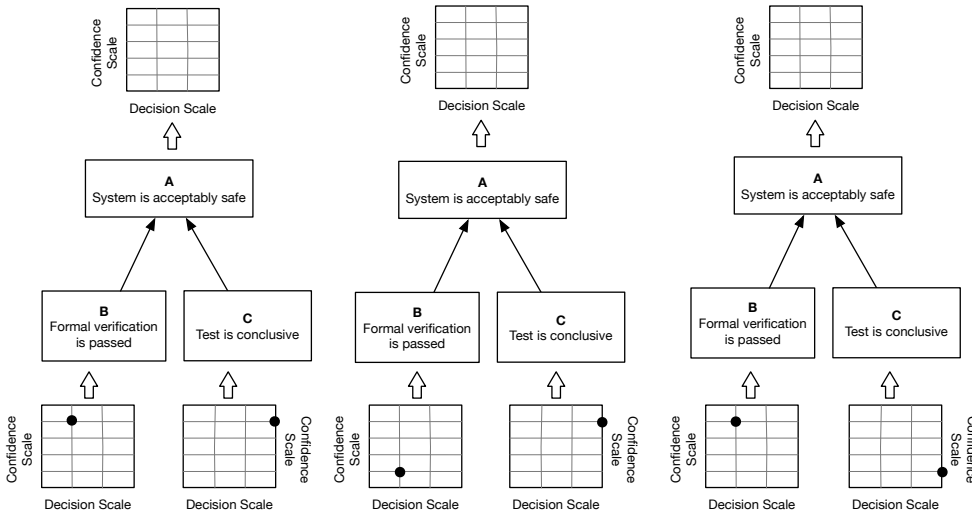 Confidence
Scale
Decision Scale
A
System is acceptably safe
B
Formal verification
is passed
C
Test is conclusive
Confidence
Scale
Decision Scale
Confidence
Scale
Decision Scale
Confidence
Scale
Decision Scale
A
System is acceptably safe
B
Formal verification
is passed
C
Test is conclusive
Confidence
Scale
Decision Scale
Confidence
Scale
Decision Scale
Confidence
Scale
Decision Scale
A
System is acceptably safe
B
Formal verification
is passed
C
Test is conclusive
Confidence
Scale
Decision Scale
Confidence
Scale
Decision Scale